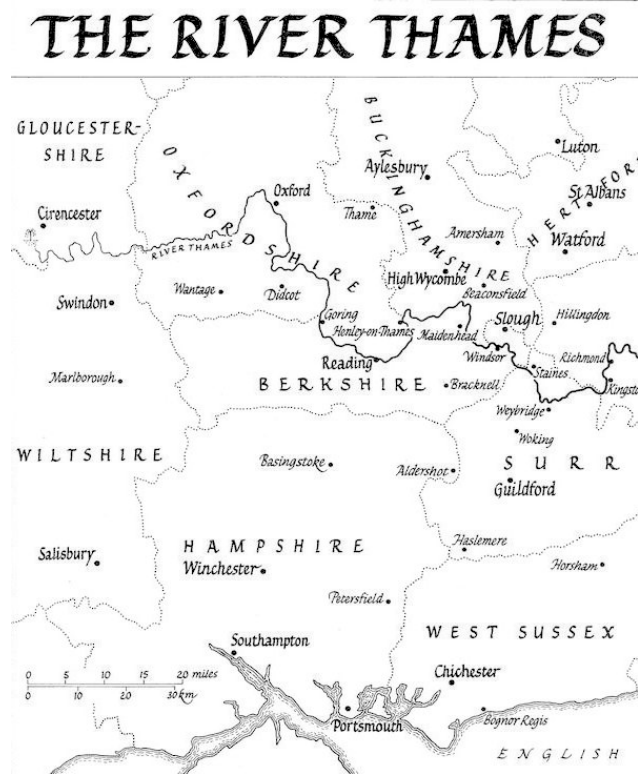 THE RIVER THAMES
GLOUCESTER-
SHIRE
OXFORDSHIRE
BUCKINGHAMSHIRE
Luton
Aylesbury
Oxford
Thame
St Albans
HERTFORD
Cirencester
Amersham
Watford
RIVER THAMES
High Wycombe
Beaconsfield
Wantage
Didcot
Swindon
Goring
Henley-on-Thames
Maidenhead
Slough
Hillingdon
Windsor
Richmond
Staines
Reading
Marlborough
BERKSHIRE
Bracknell
Kingsto
Weybridge
Woking
WILTSHIRE
Basingstoke
Aldershot
SURR
Guildford
Salisbury
HAMPSHIRE
Winchester
Haslemere
Horsham
Petersfield
WEST SUSSEX
Southampton
0 5 10 15 20 miles
0 10 20 30 km
Chichester
Portsmouth
Bognor Regis
ENGLISH